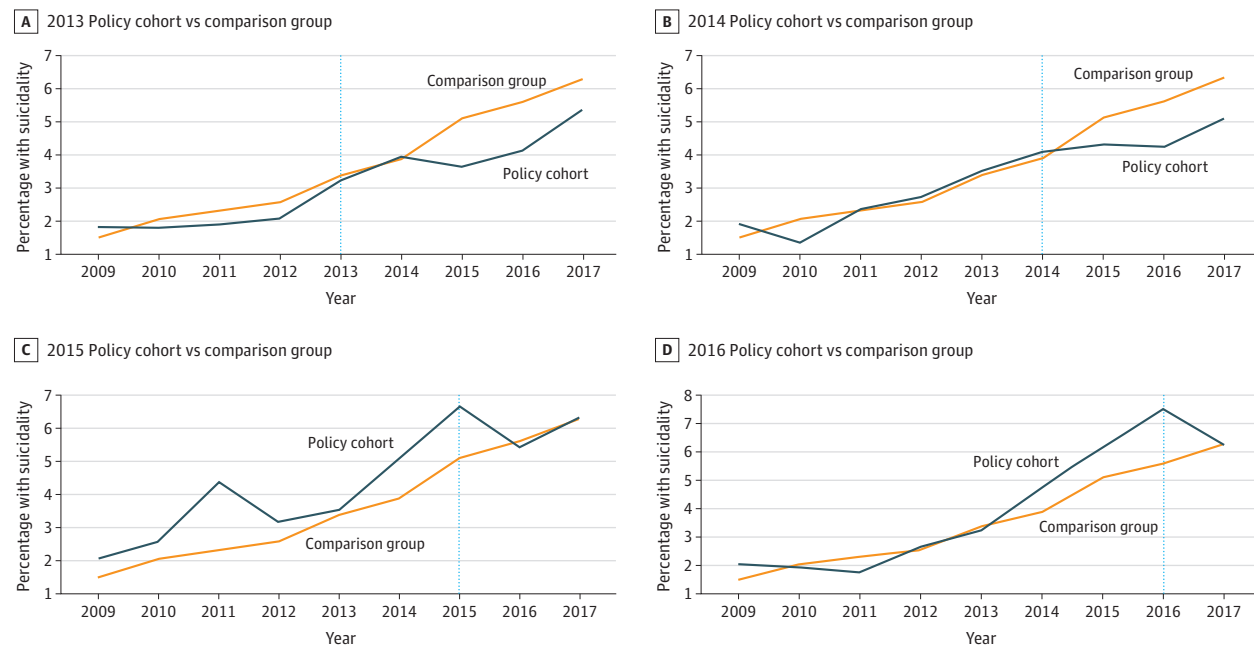 A 2013 Policy cohort vs comparison group
Percentage with suicidality
7
6
5
4
3
2
1
Comparison group
Policy cohort
2009 2010 2011 2012 2013 2014 2015 2016 2017
Year
B 2014 Policy cohort vs comparison group
Percentage with suicidality
7
6
5
4
3
2
1
Comparison group
Policy cohort
2009 2010 2011 2012 2013 2014 2015 2016 2017
Year
C 2015 Policy cohort vs comparison group
Percentage with suicidality
7
6
5
4
3
2
1
Policy cohort
Comparison group
2009 2010 2011 2012 2013 2014 2015 2016 2017
Year
D 2016 Policy cohort vs comparison group
Percentage with suicidality
8
7
6
5
4
3
2
1
Policy cohort
Comparison group
2009 2010 2011 2012 2013 2014 2015 2016 2017
Year